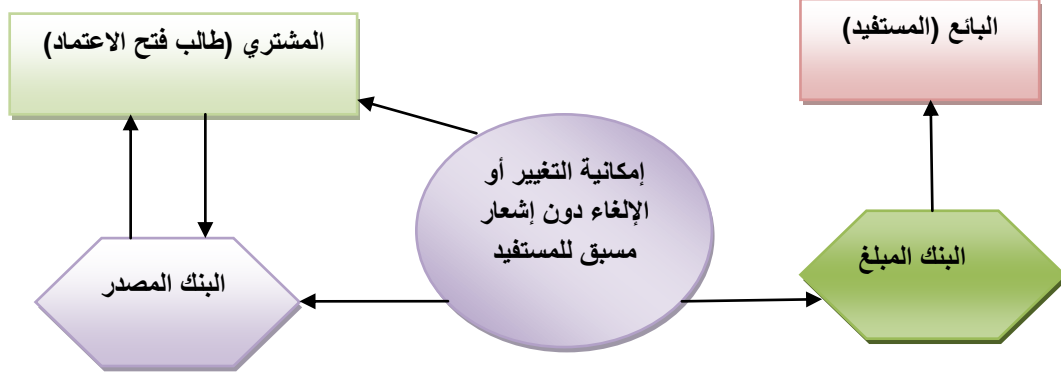 البائع (المستفيد)
المشتري (طالب فتح الاعتماد)
إمكانية التغيير أو
الإلغاء دون إشعار
مسبق للمستفيد
البنك المبلغ
البنك المصدر